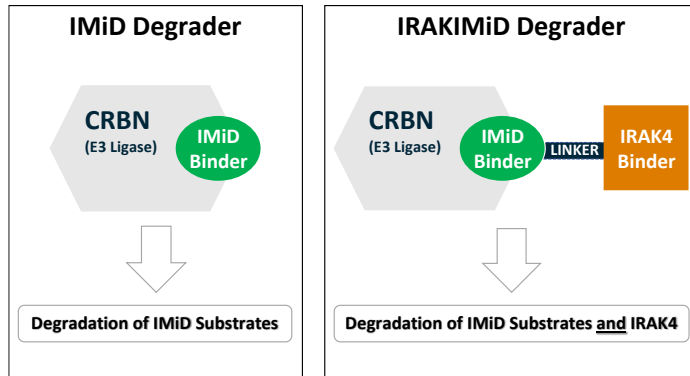 IMiD Degrader
CRBN
(E3 Ligase)
IMiD
Binder
Degradation of IMiD Substrates
IRAKIMiD Degrader
CRBN
(E3 Ligase)
IMiD
Binder
LINKER
IRAK4
Binder
Degradation of IMiD Substrates and IRAK4